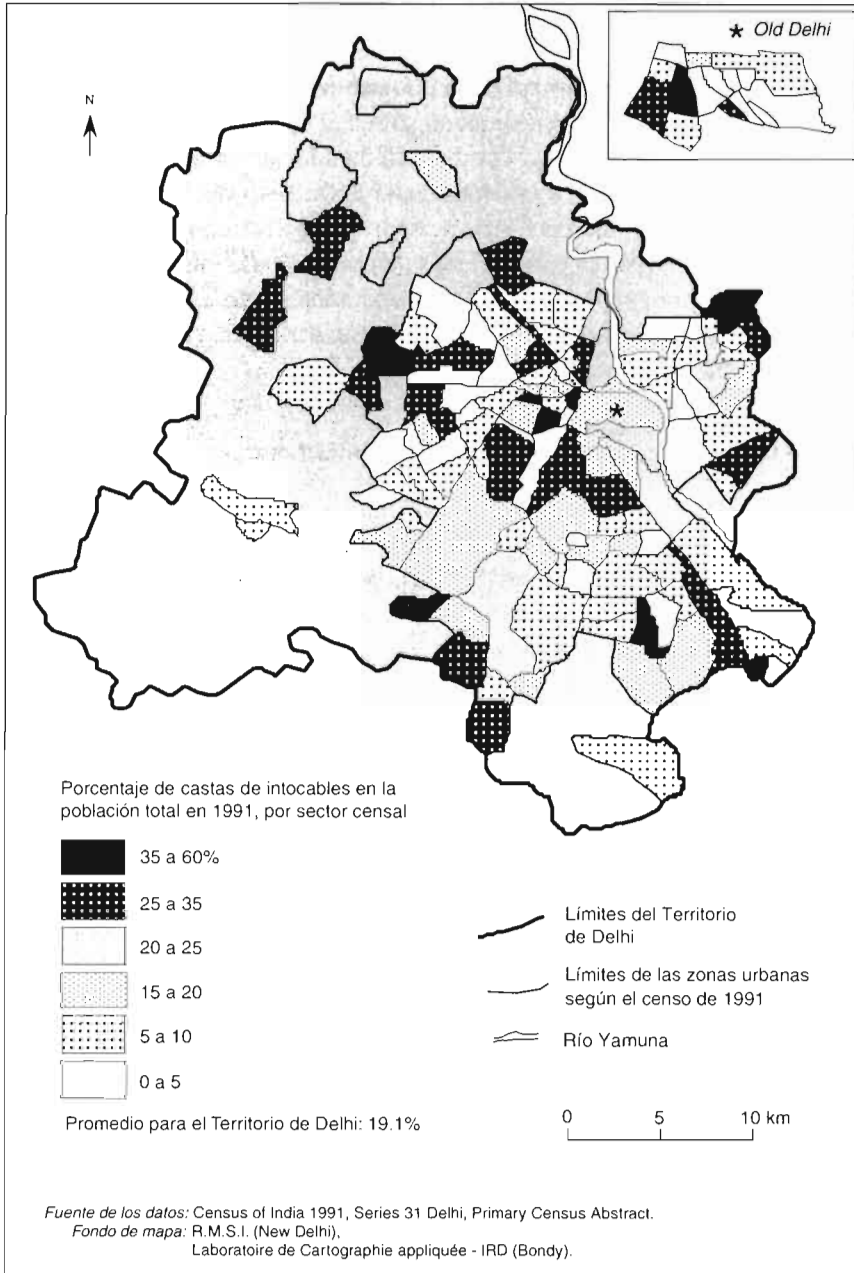 ★ Old Delhi
N
★
Porcentaje de castas de intocables en la
población total en 1991, por sector censal
35 a 60%
25 a 35
20 a 25
15 a 20
5 a 10
0 a 5
Promedio para el Territorio de Delhi: 19.1%
Límites del Territorio
de Delhi
Límites de las zonas urbanas
según el censo de 1991
Río Yamuna
0 5 10 km
Fuente de los datos: Census of India 1991, Series 31 Delhi, Primary Census Abstract.
Fondo de mapa: R.M.S.I. (New Delhi),
Laboratoire de Cartographie appliquée - IRD (Bondy).